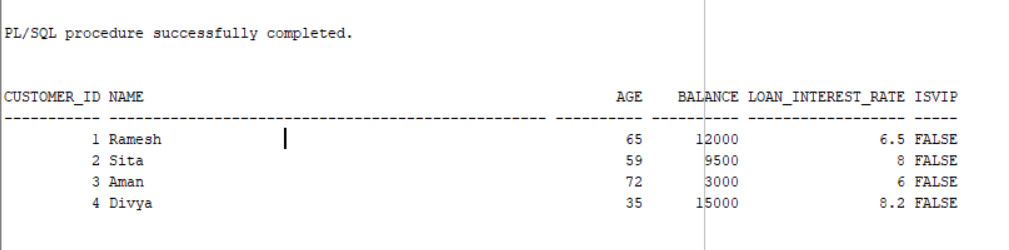 PL/SQL procedure successfully completed.
CUSTOMER_ID NAME AGE BALANCE LOAN_INTEREST_RATE ISVIP
----------- -------------------------------------------------- ---------- ---------- ------------------ -----
1 Ramesh 65 12000 6.5 FALSE
2 Sita 59 9500 8 FALSE
3 Aman 72 3000 6 FALSE
4 Divya 35 15000 8.2 FALSE